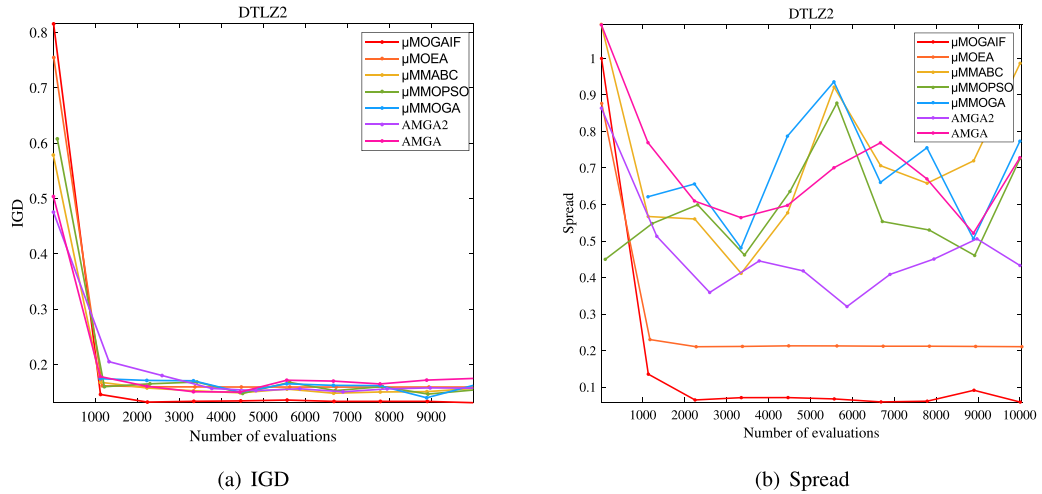 DTLZ2
0.8
0.7
0.6
0.5
0.4
0.3
0.2
IGD
1000 2000 3000 4000 5000 6000 7000 8000 9000
Number of evaluations
µMOGAIF
µMOEA
µMMABC
µMMOPSO
µMMOGA
AMGA2
AMGA
(a) IGD
DTLZ2
1
0.9
0.8
0.7
0.6
0.5
0.4
0.3
0.2
0.1
Spread
1000 2000 3000 4000 5000 6000 7000 8000 9000 10000
Number of evaluations
µMOGAIF
µMOEA
µMMABC
µMMOPSO
µMMOGA
AMGA2
AMGA
(b) Spread